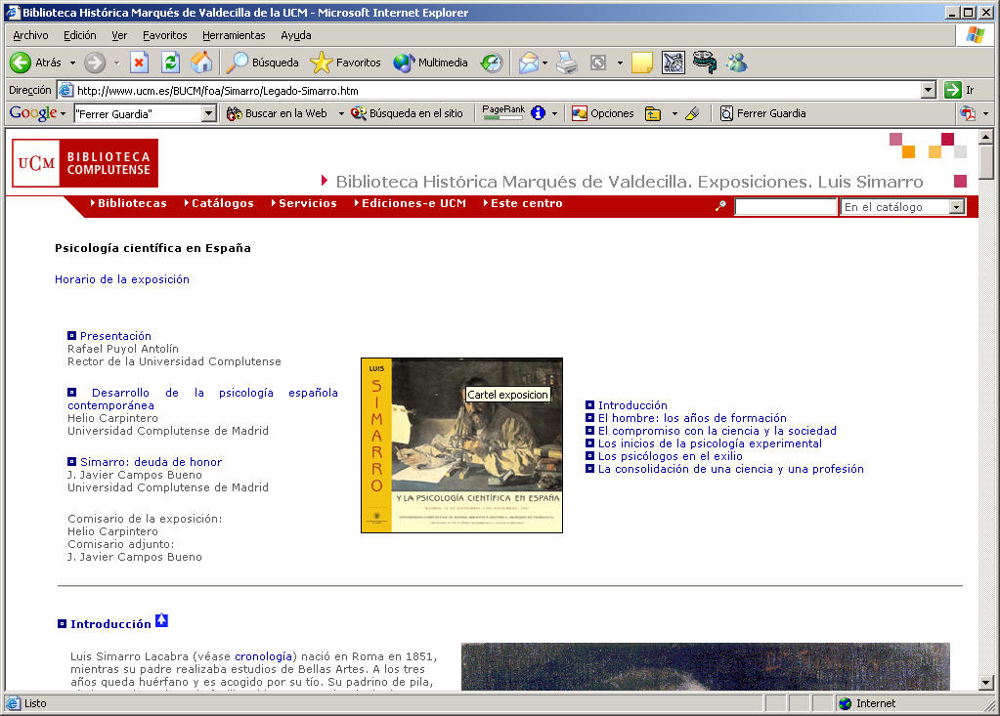 Biblioteca Histórica Marqués de Valdecilla de la UCM - Microsoft Internet Explorer
Archivo Edición Ver Favoritos Herramientas Ayuda
Atrás Búsqueda Favoritos Multimedia
Dirección http://www.ucm.es/BUCM/foa/Simarro/Legado-Simarro.htm Ir
Google "Ferrer Guardia" Buscar en la Web Búsqueda en el sitio PageRank Opciones Ferrer Guardia
UCM BIBLIOTECA
COMPLUTENSE
Biblioteca Histórica Marqués de Valdecilla. Exposiciones. Luis Simarro
Bibliotecas Catálogos Servicios Ediciones-e UCM Este centro En el catálogo
Psicología científica en España
Horario de la exposición
Presentación
Rafael Puyol Antolín
Rector de la Universidad Complutense
Desarrollo de la psicología española
contemporánea
Helio Carpintero
Universidad Complutense de Madrid
Simarro: deuda de honor
J. Javier Campos Bueno
Universidad Complutense de Madrid
Comisario de la exposición:
Helio Carpintero
Comisario adjunto:
J. Javier Campos Bueno
LUIS
SIMARRO
Cartel exposicion
Y LA PSICOLOGÍA CIENTÍFICA EN ESPAÑA
Introducción
El hombre: los años de formación
El compromiso con la ciencia y la sociedad
Los inicios de la psicología experimental
Los psicólogos en el exilio
La consolidación de una ciencia y una profesión
Introducción
Luis Simarro Lacabra (véase cronología) nació en Roma en 1851,
mientras su padre realizaba estudios de Bellas Artes. A los tres
años queda huérfano y es acogido por su tío. Su padrino de pila,
Listo Internet